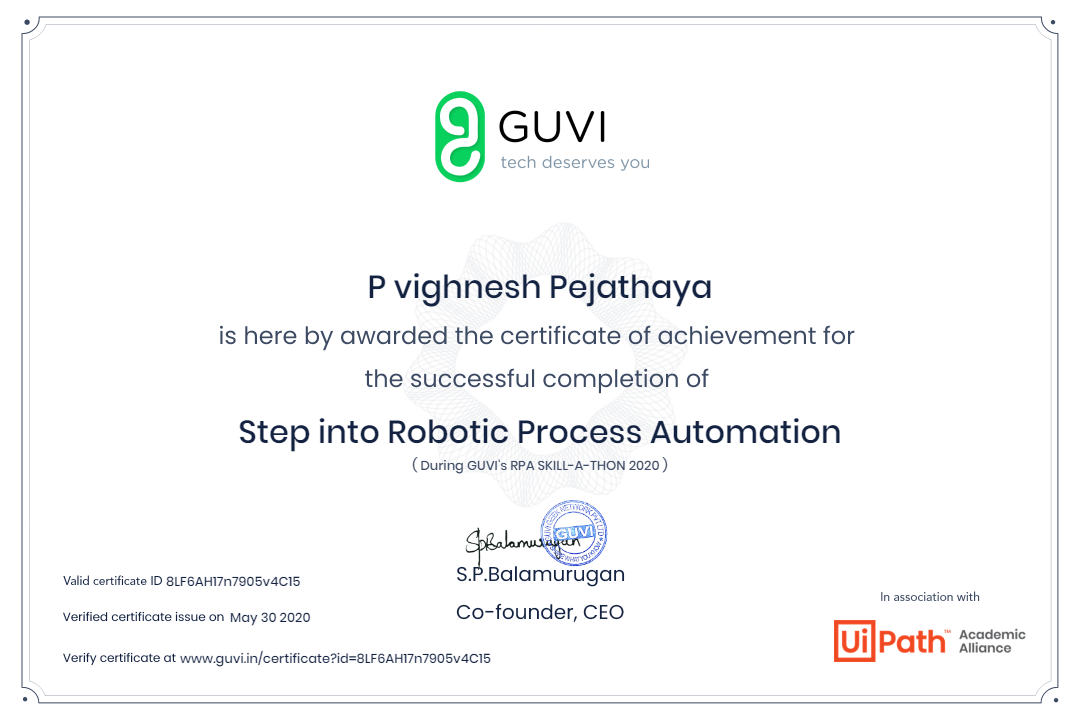 GUVI
tech deserves you
P vighnesh Pejathaya
is here by awarded the certificate of achievement for
the successful completion of
Step into Robotic Process Automation
( During GUVI's RPA SKILL-A-THON 2020 )
SpBalamurugan
GUVI
S.P.Balamurugan
Co-founder, CEO
Valid certificate ID 8LF6AH17n7905v4C15
Verified certificate issue on May 30 2020
Verify certificate at www.guvi.in/certificate?id=8LF6AH17n7905v4C15
In association with
UiPath™ Academic
Alliance